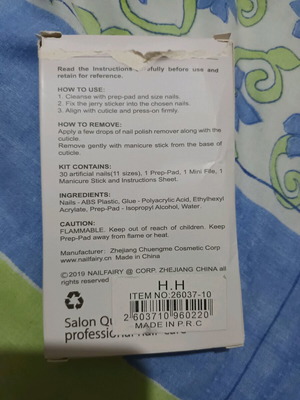 Read the Instructions carefully before use and
retain for reference.
HOW TO USE:
1. Cleanse with prep-pad and size nails.
2. Fix the jerry sticker into the chosen nails.
3. Align with cuticle and press-on firmly.
HOW TO REMOVE:
Apply a few drops of nail polish remover along with the
cuticle.
Remove gently with manicure stick from the base of
cuticle.
KIT CONTAINS:
30 artificial nails(11 sizes), 1 Prep-Pad, 1 Mini File, 1
Manicure Stick and Instructions Sheet.
INGREDIENTS:
Nails - ABS Plastic, Glue - Polyacrylic Acid, Ethylhexyl
Acrylate, Prep-Pad - Isopropyl Alcohol, Water
CAUTION:
FLAMMABLE. Keep out of reach of children. Keep
Prep-Pad away from flame or heat.
Manufacturer: Zhejiang Chuengme Cosmetic Corp
www.nailfairy.cn
©2019 NAILFAIRY @ CORP. ZHEJIANG CHINA all
rights reserved.
H.H
ITEM NO:26037-10
2 603710 960220
MADE IN P.R.C
Salon
professional